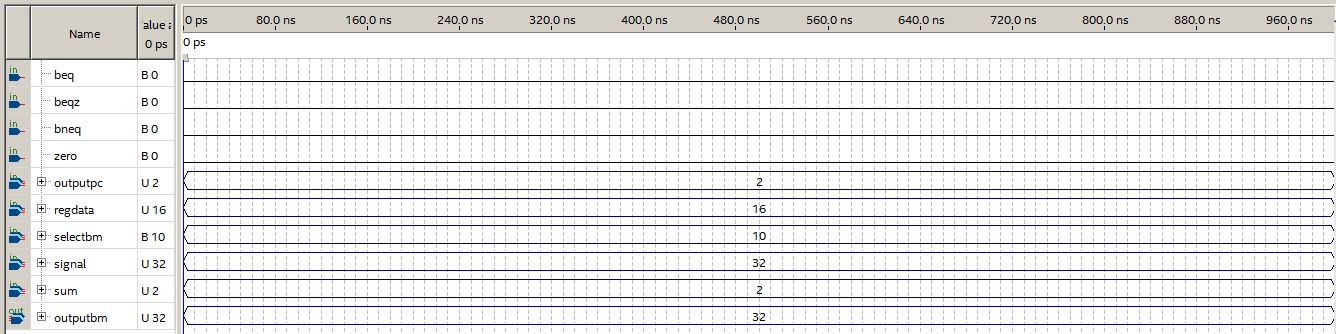 Name Value a 0 ps 80.0 ns 160.0 ns 240.0 ns 320.0 ns 400.0 ns 480.0 ns 560.0 ns 640.0 ns 720.0 ns 800.0 ns 880.0 ns 960.0 ns
0 ps 0 ps
in beq B 0
in beqz B 0
in bneq B 0
in zero B 0
in outputpc U 2 2
in regdata U 16 16
in selectbm B 10 10
in signal U 32 32
in sum U 2 2
out outputbm U 32 32